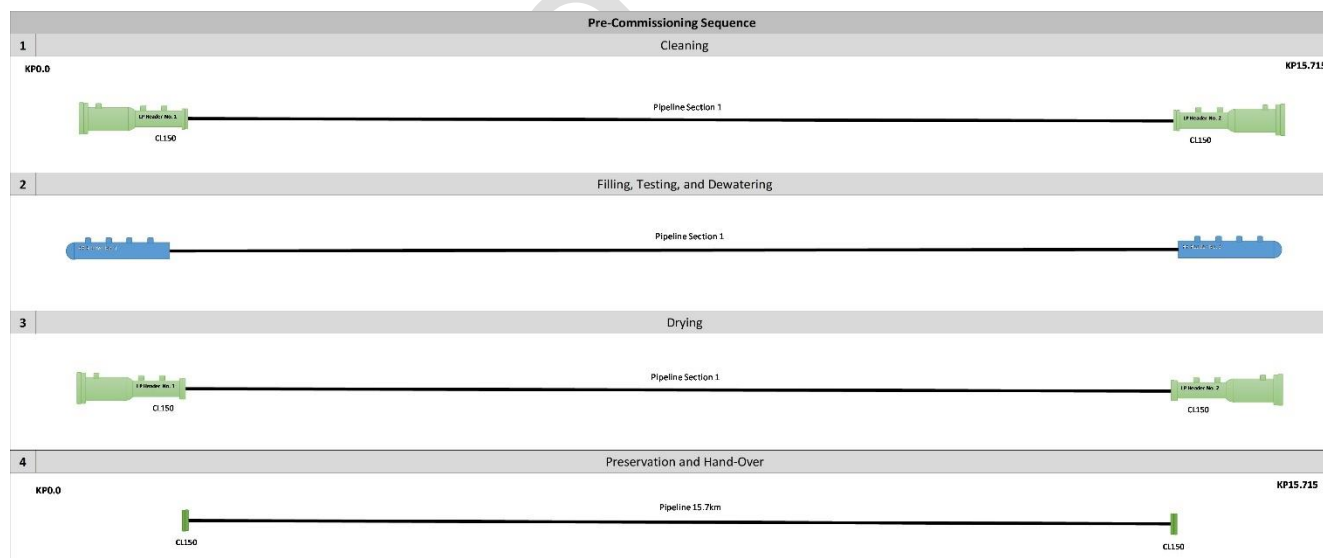 Pre-Commissioning Sequence
1 Cleaning
KP0.0 KP15.715
Pipeline Section 1
LP Header No. 1 LP Header No. 2
CL150 CL150
2 Filling, Testing, and Dewatering
Pipeline Section 1
3 Drying
Pipeline Section 1
LP Header No. 1 LP Header No. 2
CL150 CL150
4 Preservation and Hand-Over
KP0.0 KP15.715
Pipeline 15.7km
CL150 CL150